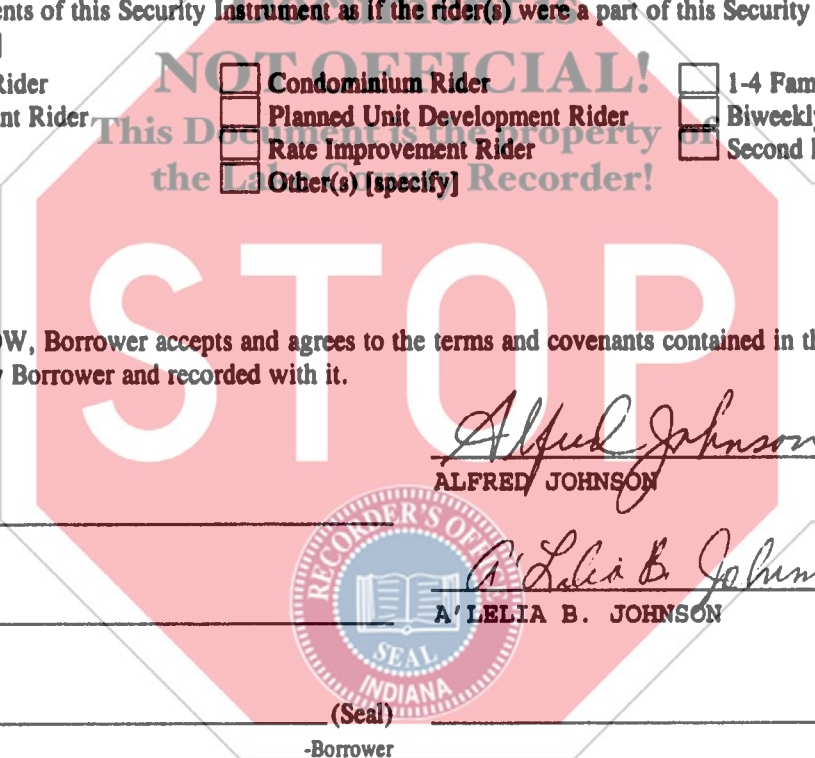 ents of this Security Instrument as if the rider(s) were a part of this Security
]
Document is
NOT OFFICIAL!
This Document is the property of
the Lake County Recorder!
Rider Condominium Rider 1-4 Fam
nt Rider Planned Unit Development Rider Biweekly
Rate Improvement Rider Second
Other(s) [specify]
STOP
OW, Borrower accepts and agrees to the terms and covenants contained in th
y Borrower and recorded with it.
Alfred Johnson
ALFRED JOHNSON
A'Lelia B. Johnson
A'LELIA B. JOHNSON
RECORDER'S OFFICE
SEAL
INDIANA
(Seal)
-Borrower